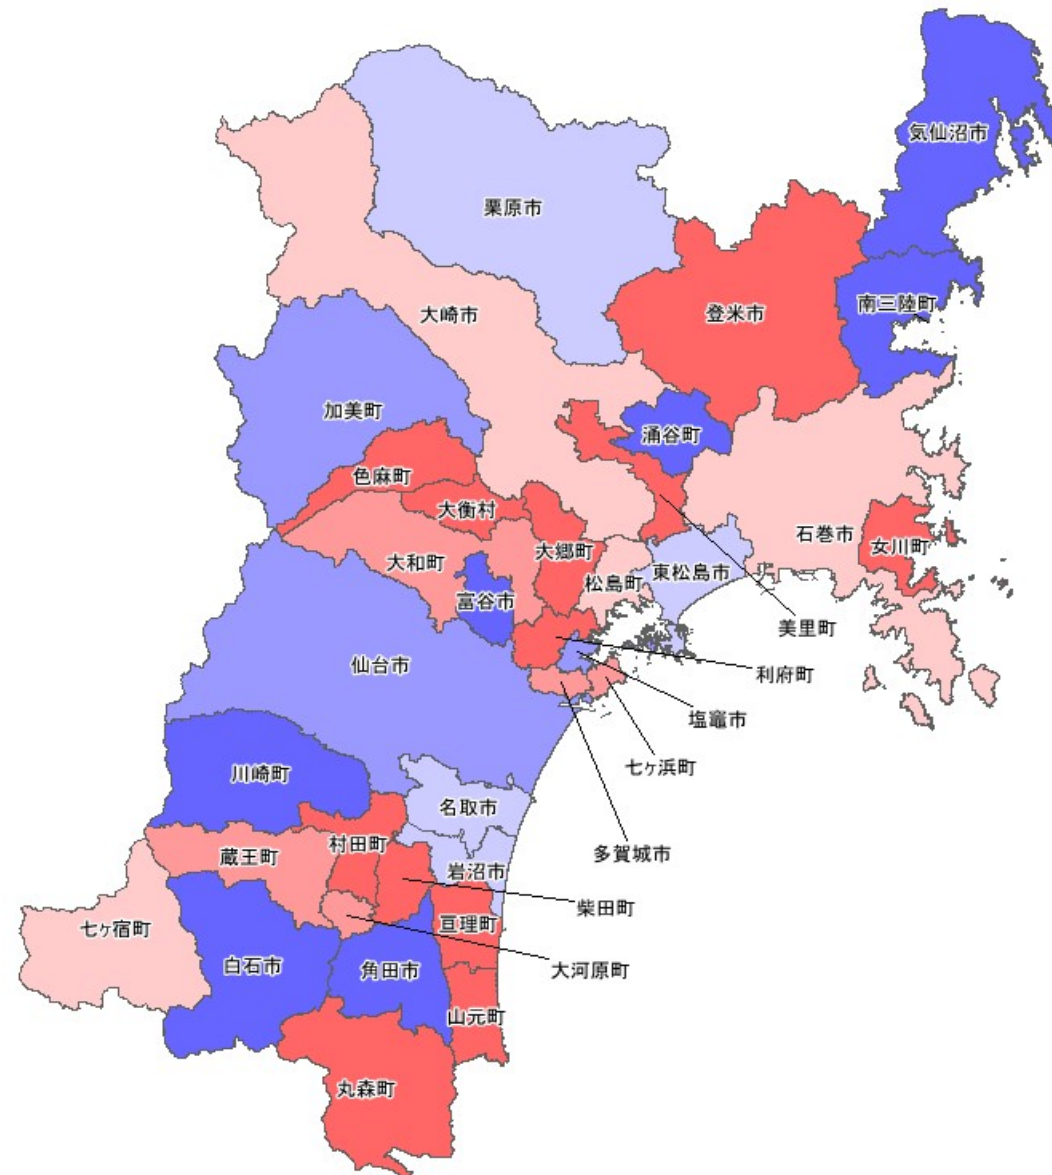 気仙沼市
栗原市
南三陸町
登米市
大崎市
加美町
涌谷町
色麻町
大衡村
石巻市
女川町
大郷町
大和町
東松島市
松島町
富谷市
美里町
仙台市
利府町
塩竈市
七ヶ浜町
川崎町
名取市
村田町
多賀城市
蔵王町
岩沼市
柴田町
亘理町
七ヶ宿町
白石市
角田市
大河原町
山元町
丸森町